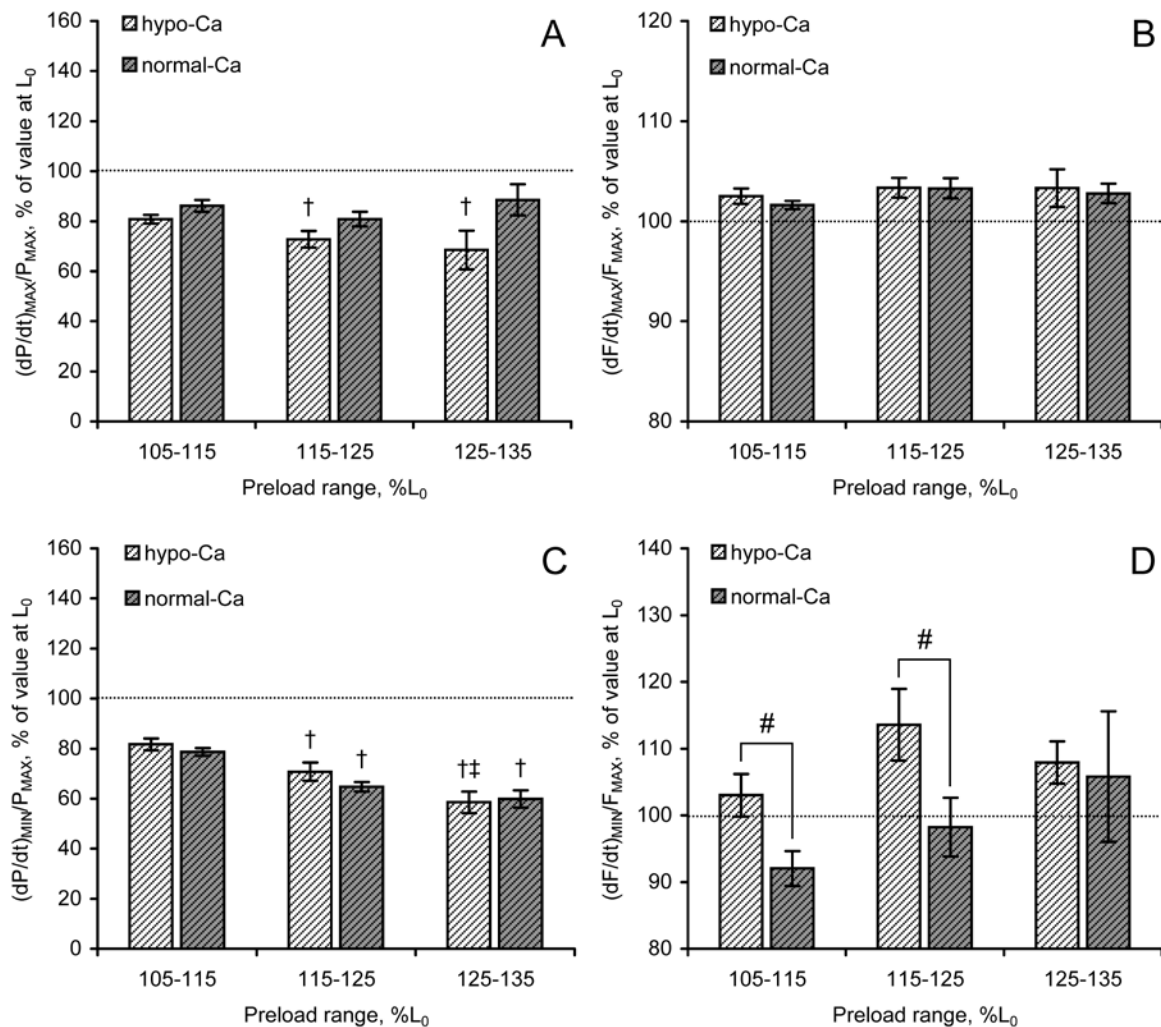 A
hypo-Ca
normal-Ca
(dP/dt)MAX/PMAX, % of value at L0
160
140
120
100
80
60
40
20
0
†
†
105-115
115-125
125-135
Preload range, %L0
B
hypo-Ca
normal-Ca
(dF/dt)MAX/FMAX, % of value at L0
120
110
100
90
80
105-115
115-125
125-135
Preload range, %L0
C
hypo-Ca
normal-Ca
(dP/dt)MIN/PMAX, % of value at L0
160
140
120
100
80
60
40
20
0
†
†
†‡
†
105-115
115-125
125-135
Preload range, %L0
D
hypo-Ca
normal-Ca
(dF/dt)MIN/FMAX, % of value at L0
140
130
120
110
100
90
80
#
#
105-115
115-125
125-135
Preload range, %L0